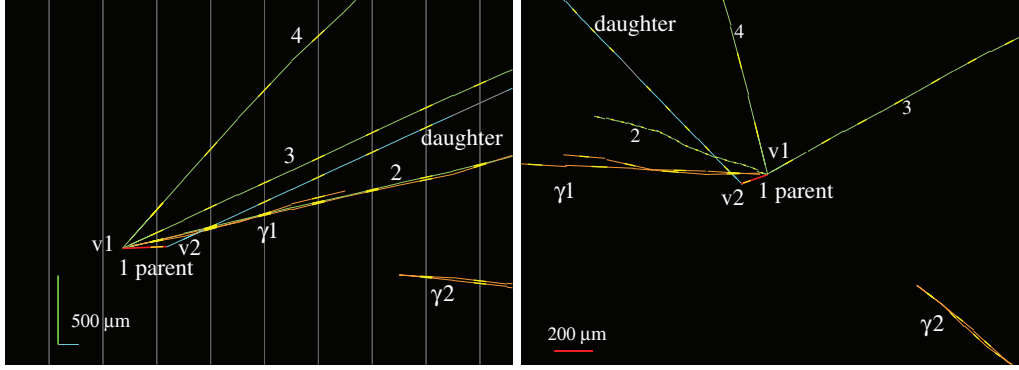 4
3
daughter
2
γ1
v1
v2
1 parent
γ2
500 µm
daughter
4
3
2
v1
γ1
v2
1 parent
γ2
200 µm